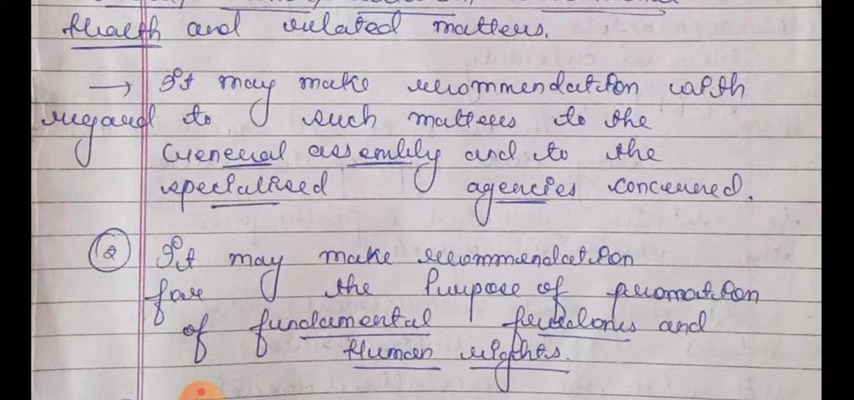 Health and related matters.
→ It may make recommendation with
regard to such matters to the
General assembly and to the
specialised agencies concerned.
② It may make recommendation
for the Purpose of promotion
of fundamental freedoms and
Human rights.